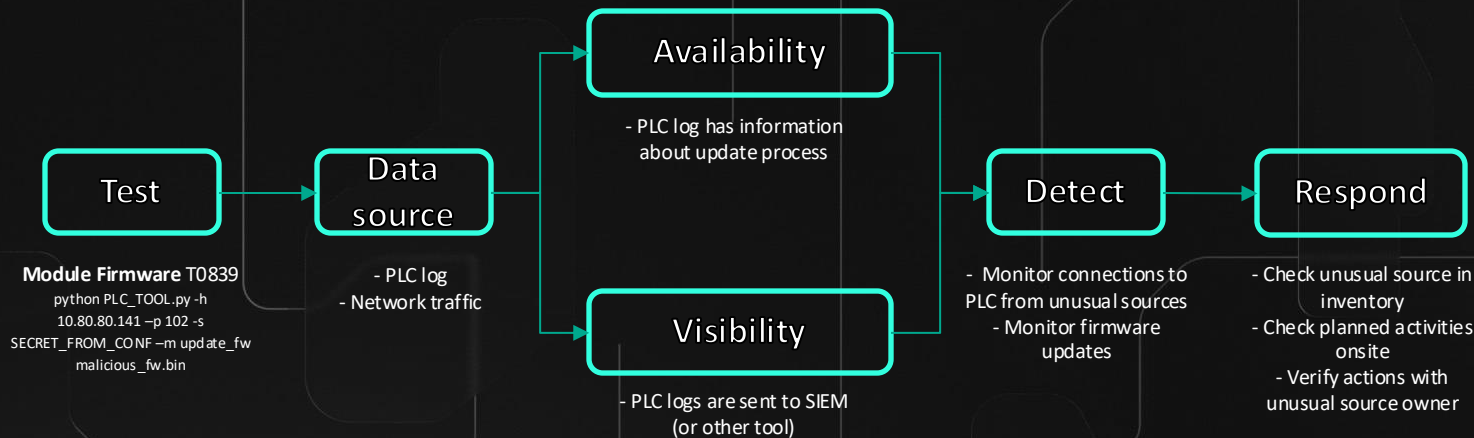 Test
Module Firmware T0839
python PLC_TOOL.py -h
10.80.80.141 –p 102 -s
SECRET_FROM_CONF –m update_fw
malicious_fw.bin
Data
source
- PLC log
- Network traffic
Availability
- PLC log has information
about update process
Visibility
- PLC logs are sent to SIEM
(or other tool)
Detect
- Monitor connections to
PLC from unusual sources
- Monitor firmware
updates
Respond
- Check unusual source in
inventory
- Check planned activities
onsite
- Verify actions with
unusual source owner